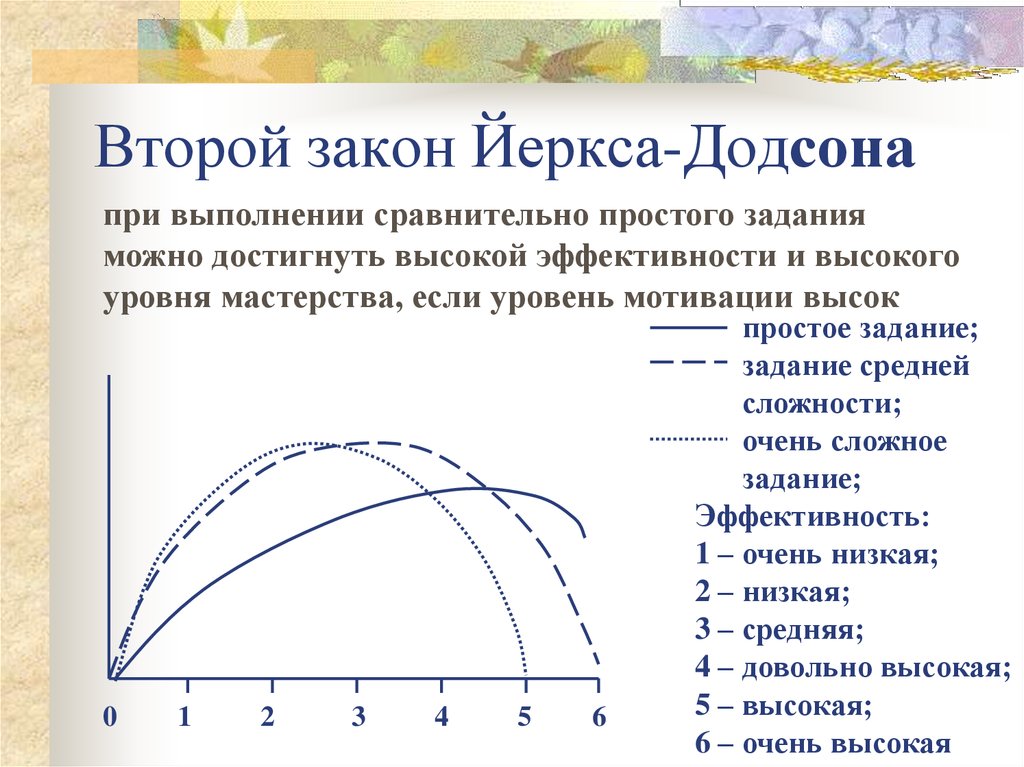 Второй закон Йеркса-Додсона
при выполнении сравнительно простого задания
можно достигнуть высокой эффективности и высокого
уровня мастерства, если уровень мотивации высок
простое задание;
задание средней
сложности;
очень сложное
задание;
Эффективность:
1 – очень низкая;
2 – низкая;
3 – средняя;
4 – довольно высокая;
5 – высокая;
6 – очень высокая
0 1 2 3 4 5 6